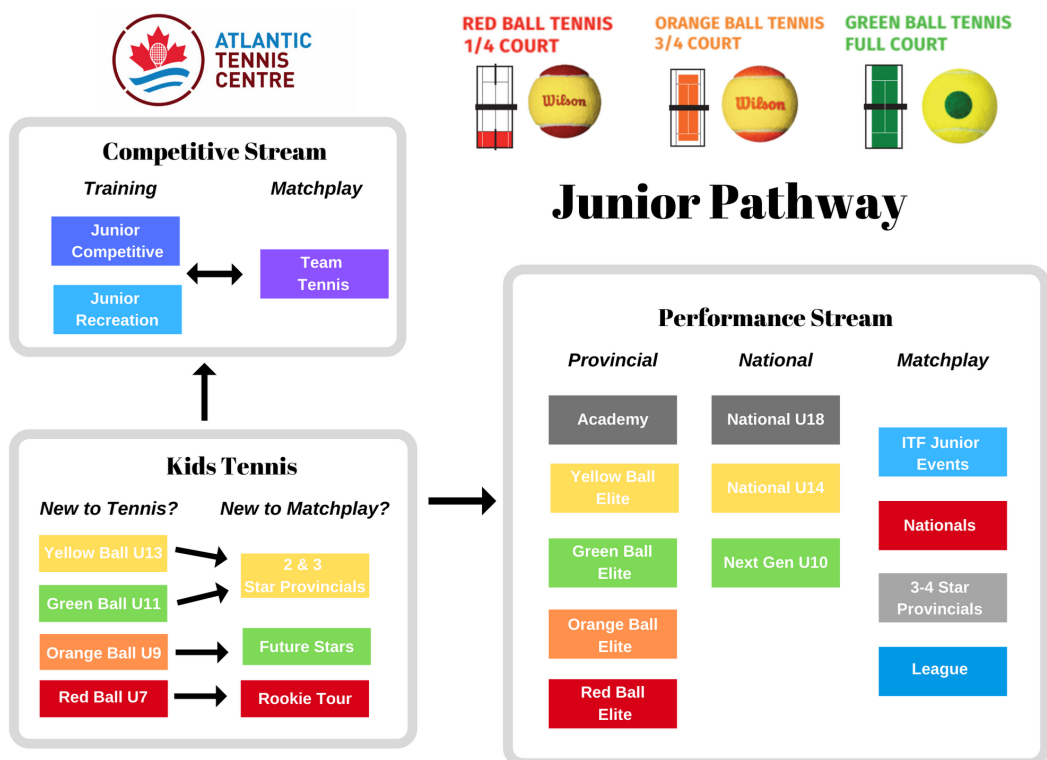 ATLANTIC
TENNIS
CENTRE
RED BALL TENNIS
1/4 COURT
Wilson
ORANGE BALL TENNIS
3/4 COURT
Wilson
GREEN BALL TENNIS
FULL COURT
Junior Pathway
Competitive Stream
Training
Matchplay
Junior
Competitive
Junior
Recreation
Team
Tennis
Kids Tennis
New to Tennis?
New to Matchplay?
Yellow Ball U13
Green Ball U11
Orange Ball U9
Red Ball U7
2 & 3
Star Provincials
Future Stars
Rookie Tour
Performance Stream
Provincial
National
Matchplay
Academy
Yellow Ball
Elite
Green Ball
Elite
Orange Ball
Elite
Red Ball
Elite
National U18
National U14
Next Gen U10
ITF Junior
Events
Nationals
3-4 Star
Provincials
League